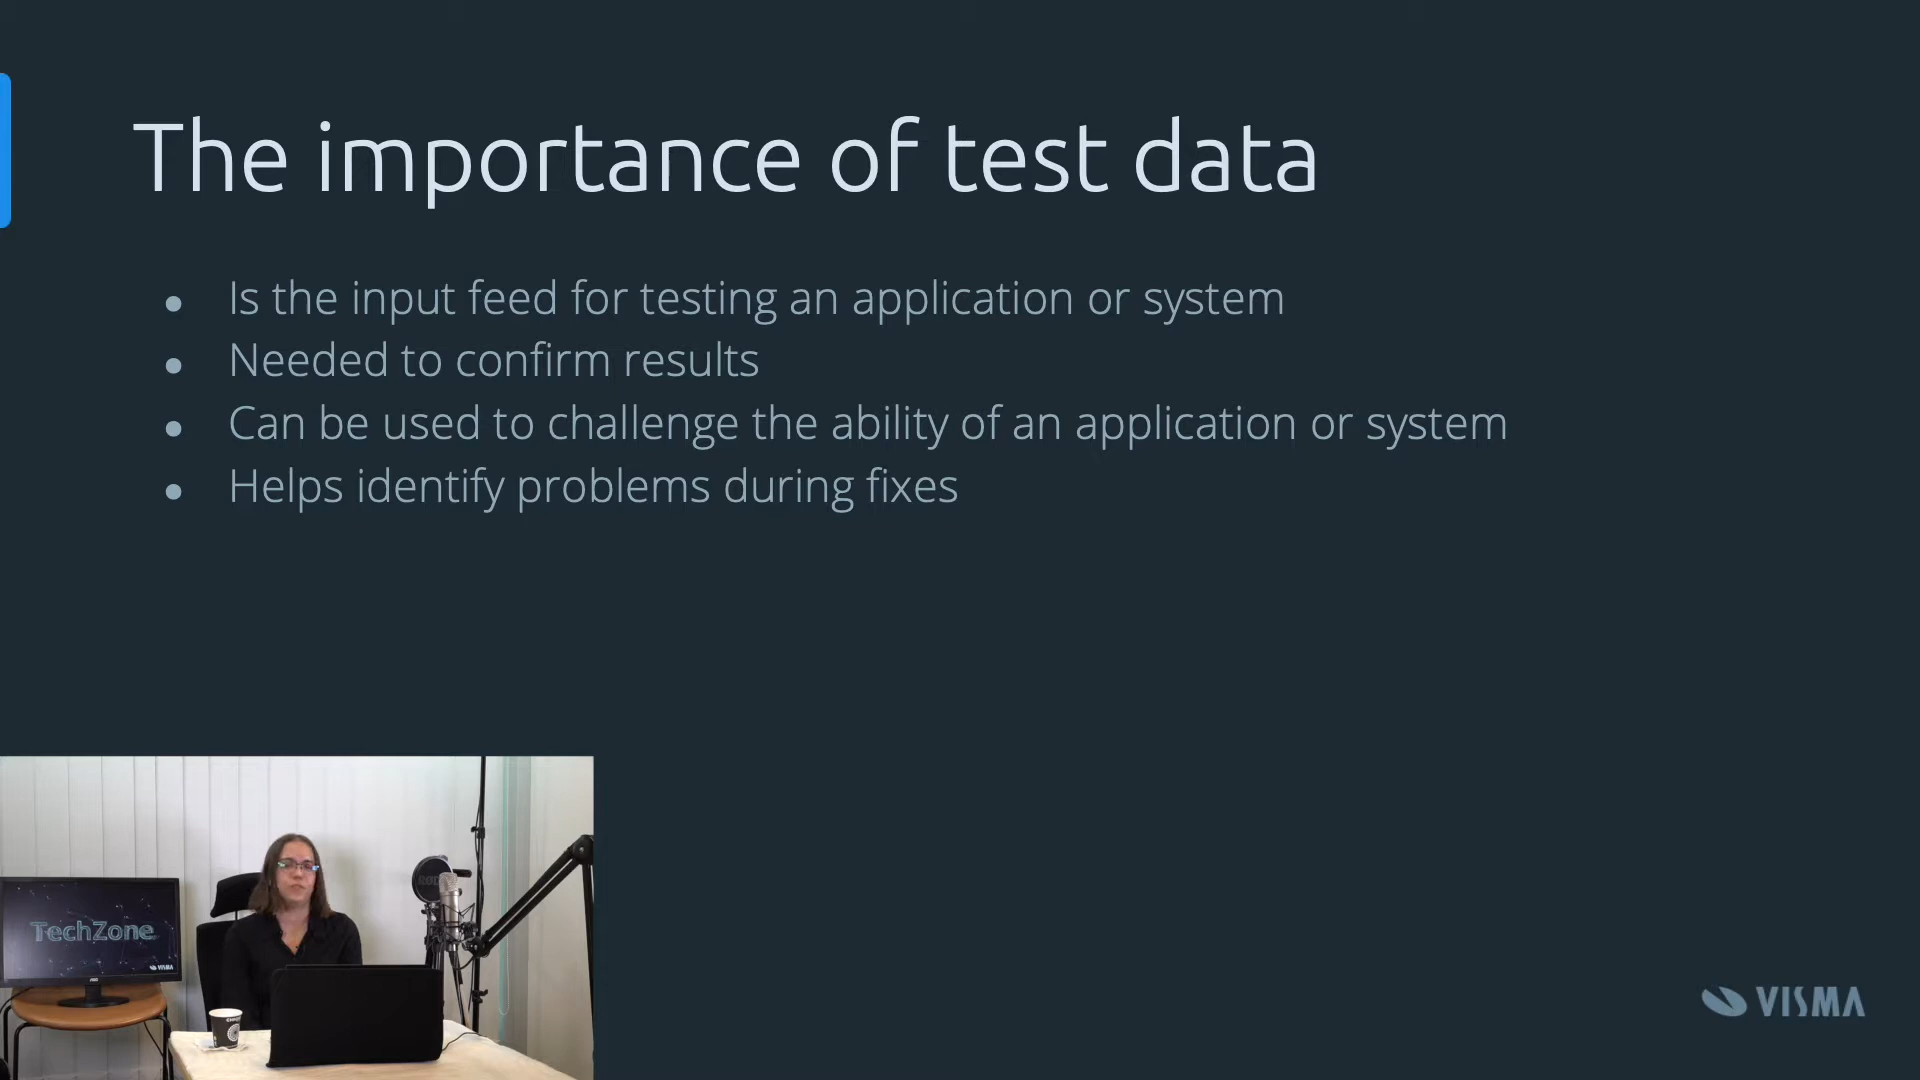 The importance of test data
Is the input feed for testing an application or system
Needed to confirm results
Can be used to challenge the ability of an application or system
Helps identify problems during fixes
TechZone
VISMA
VISMA